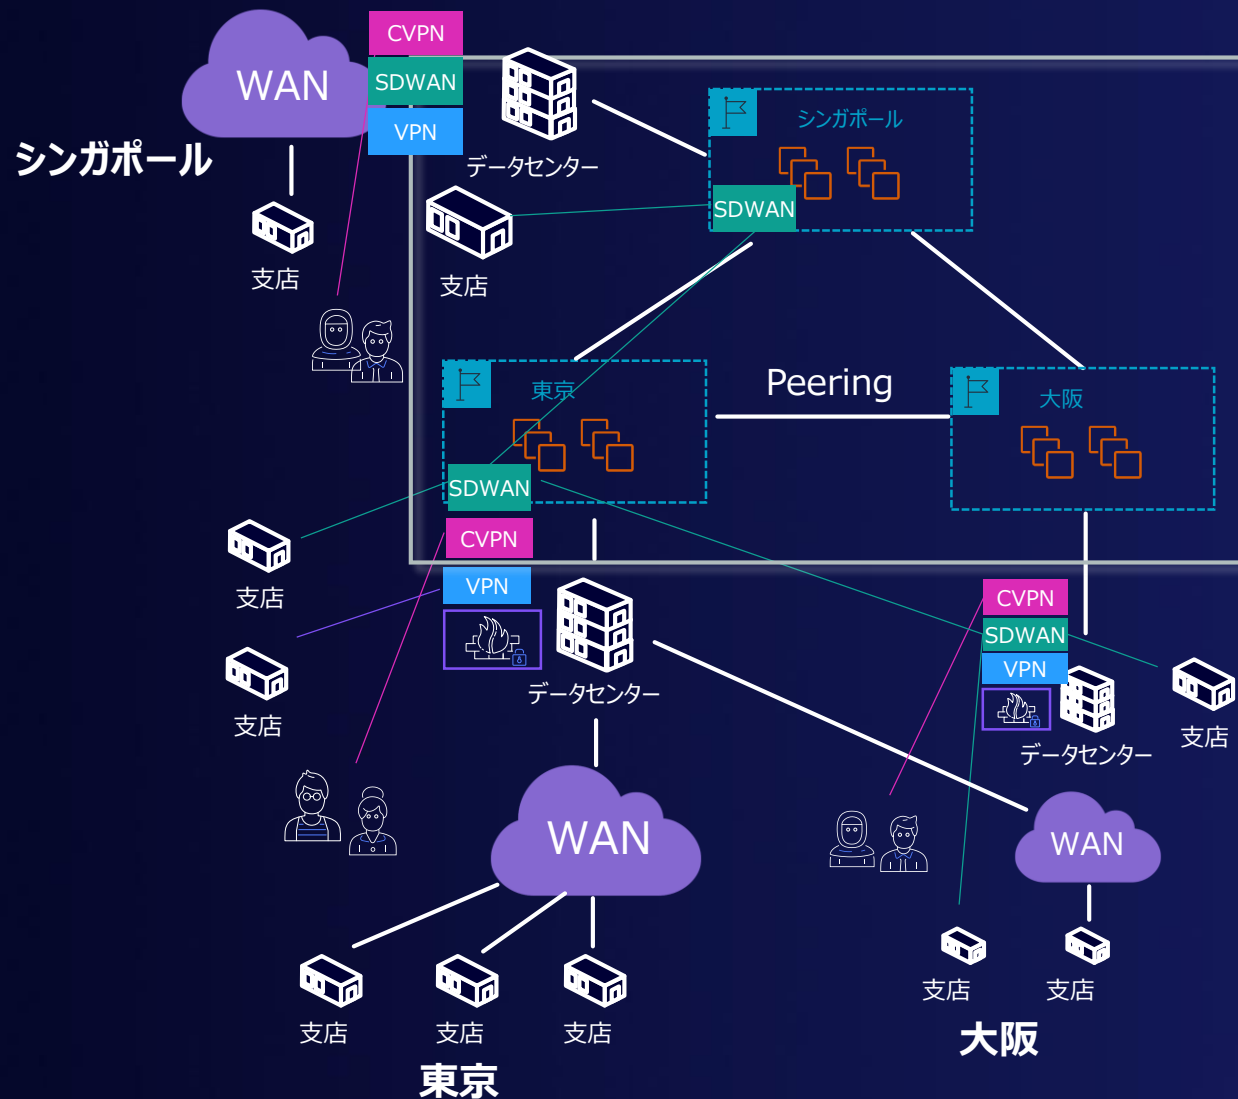 CVPN
WAN
SDWAN
VPN
シンガポール
データセンター
シンガポール
SDWAN
支店
支店
東京
Peering
大阪
SDWAN
CVPN
VPN
支店
支店
データセンター
CVPN
SDWAN
VPN
データセンター
支店
WAN
WAN
支店
支店
支店
支店
支店
東京
大阪